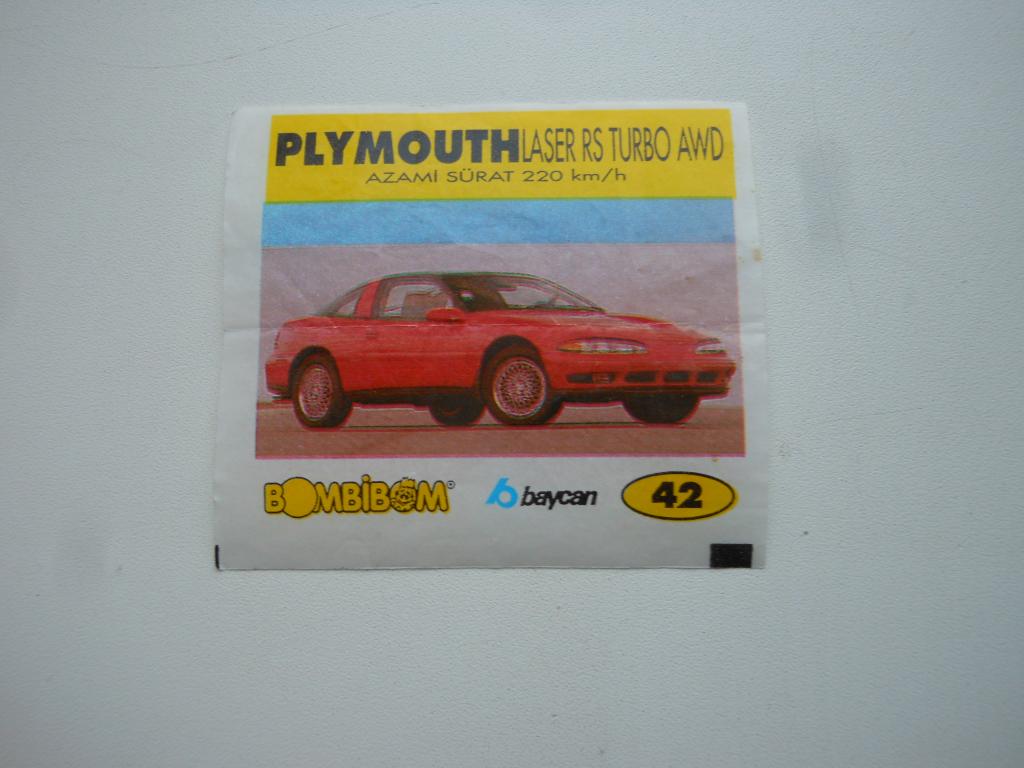 PLYMOUTH LASER RS TURBO AWD
AZAMİ SÜRAT 220 km/h
BOMBİBOM
baycan
42